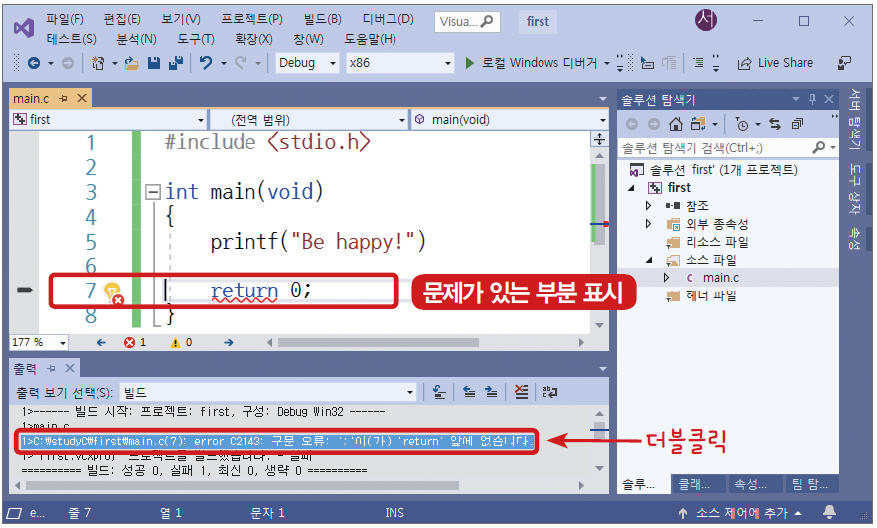 파일(F) 편집(E) 보기(V) 프로젝트(P) 빌드(B) 디버그(D) Visua... first 서
테스트(S) 분석(N) 도구(T) 확장(X) 창(W) 도움말(H)
Debug x86 로컬 Windows 디버거 Live Share
main.c
first (전역 범위) main(void)
1 #include <stdio.h>
2
3 int main(void)
4 {
5 printf("Be happy!")
6
7 return 0;
8 }
문제가 있는 부분 표시
177 % 1 0
출력
출력 보기 선택(S): 빌드
1>------ 빌드 시작: 프로젝트: first, 구성: Debug Win32 ------
1>main.c
1>C:\studyC\first\main.c(7): error C2143: 구문 오류: ';'이(가) 'return' 앞에 없습니다.
1>"first.vcxproj" 프로젝트를 빌드했습니다. - 실패
========== 빌드: 성공 0, 실패 1, 최신 0, 생략 0 ==========
더블클릭
솔루션 탐색기
솔루션 탐색기 검색(Ctrl+;)
솔루션 first' (1개 프로젝트)
first
참조
외부 종속성
리소스 파일
소스 파일
main.c
헤더 파일
솔루... 클래... 속성... 팀 탐...
서버 탐색기
도구 상자
속성
e... 줄 7 열 1 문자 1 INS 소스 제어에 추가